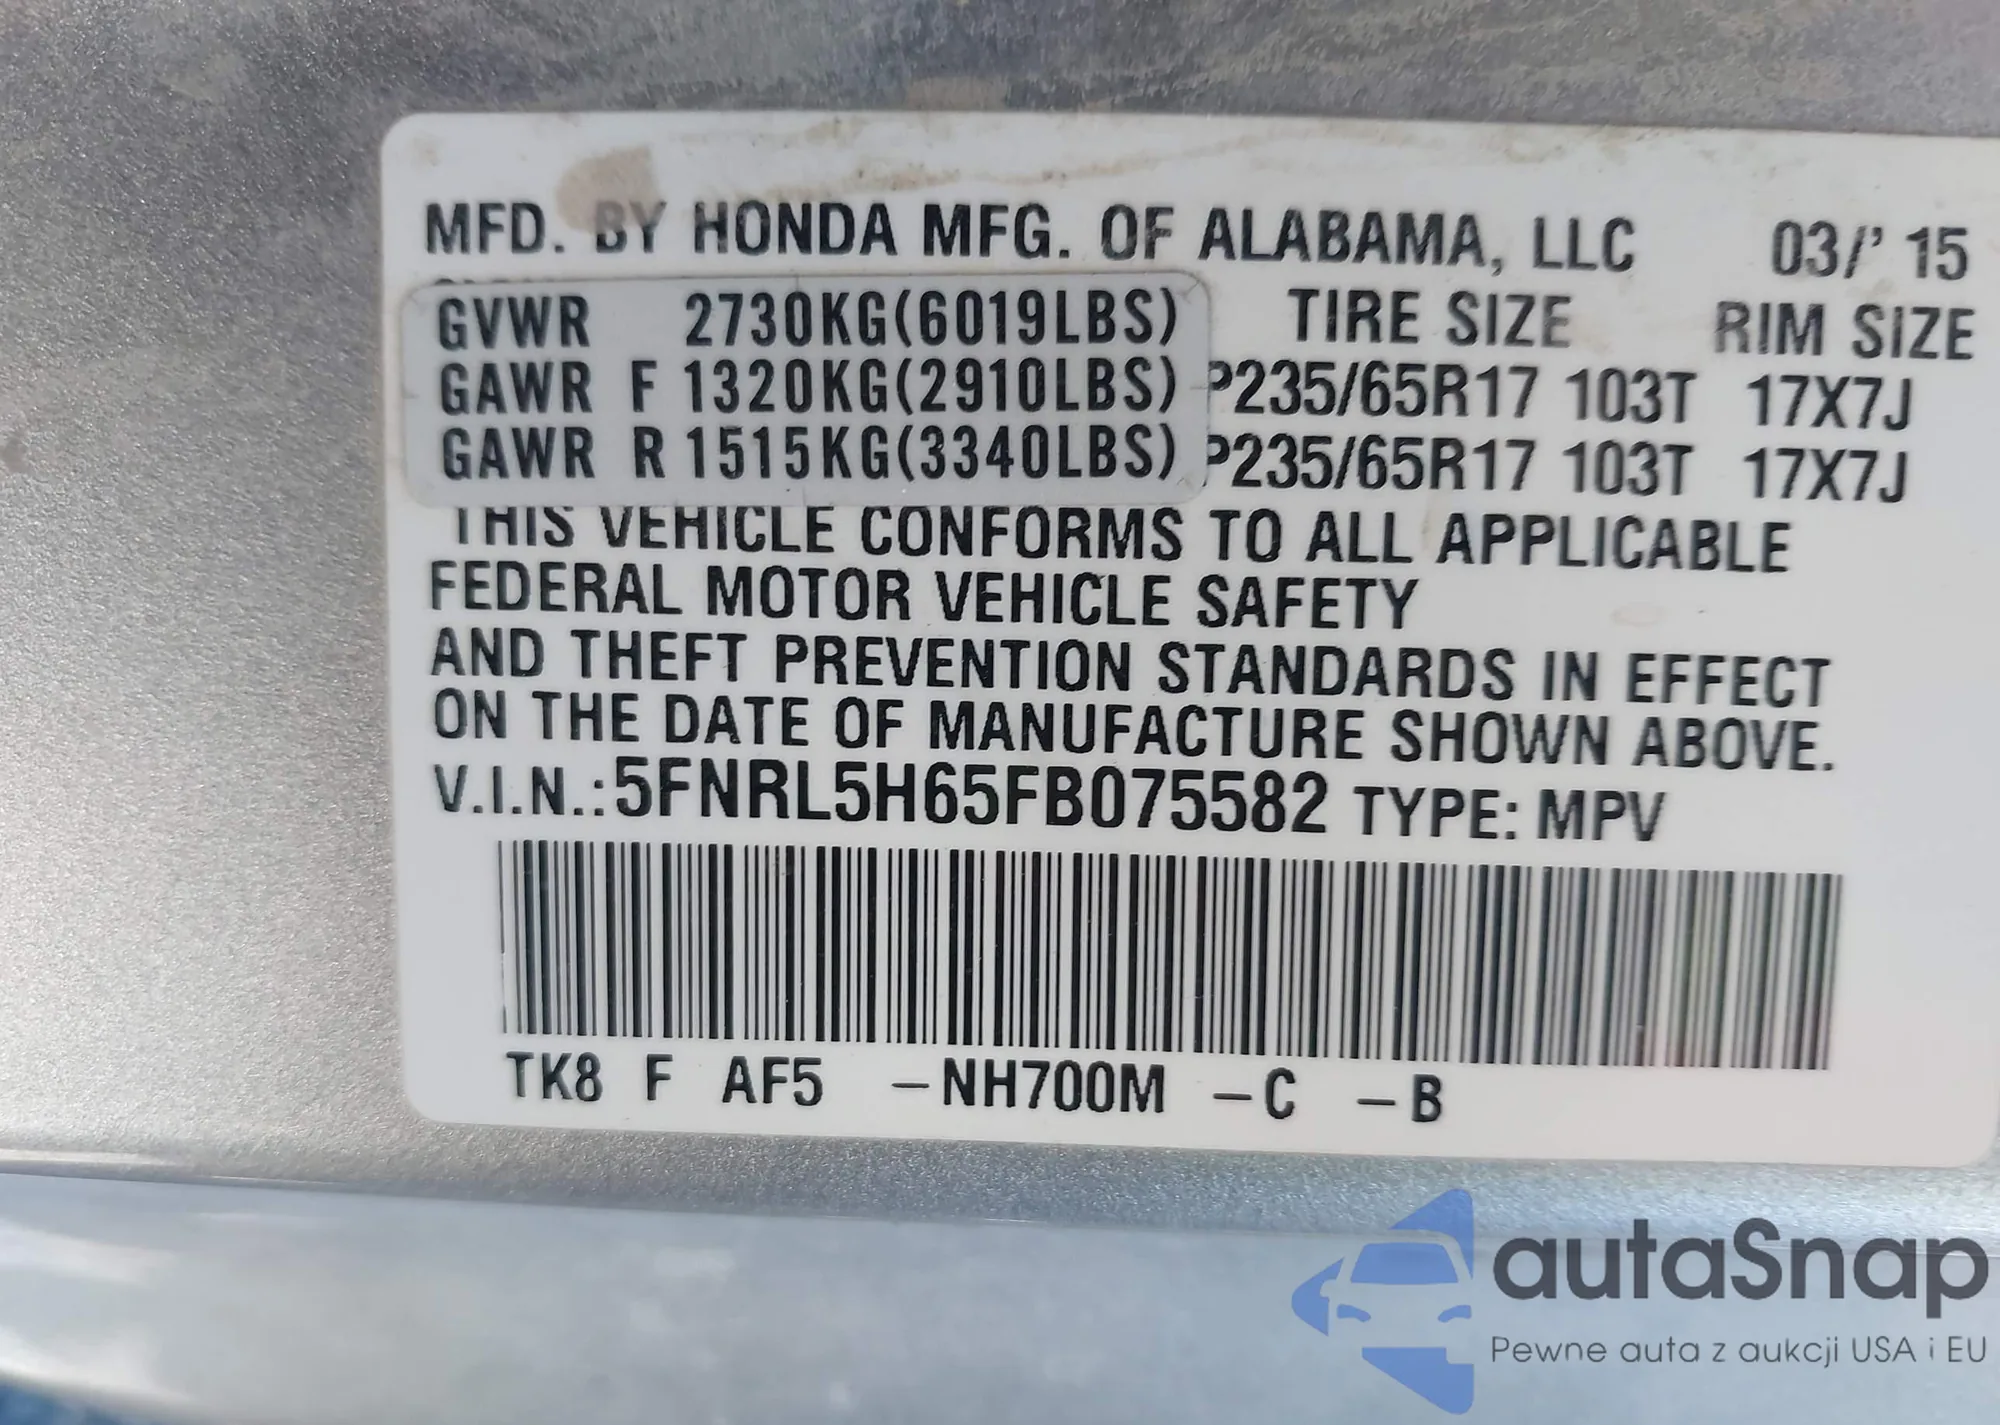 MFD. BY HONDA MFG. OF ALABAMA, LLC 03/' 15
GVWR 2730KG(6019LBS) TIRE SIZE RIM SIZE
GAWR F 1320KG(2910LBS) P235/65R17 103T 17X7J
GAWR R 1515KG(3340LBS) P235/65R17 103T 17X7J
THIS VEHICLE CONFORMS TO ALL APPLICABLE
FEDERAL MOTOR VEHICLE SAFETY
AND THEFT PREVENTION STANDARDS IN EFFECT
ON THE DATE OF MANUFACTURE SHOWN ABOVE.
V.I.N.:5FNRL5H65FB075582 TYPE: MPV
TK8 F AF5 –NH700M –C –B
autaSnap
Pewne auta z aukcji USA i EU